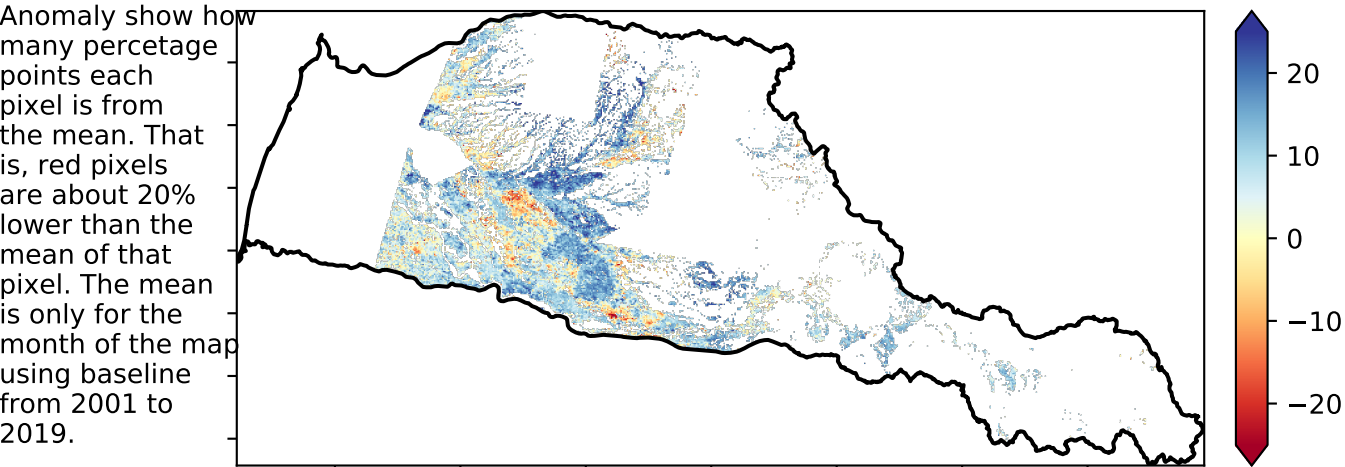 Anomaly show how
many percetage
points each
pixel is from
the mean. That
is, red pixels
are about 20%
lower than the
mean of that
pixel. The mean
is only for the
month of the map
using baseline
from 2001 to
2019.
20
10
0
−10
−20